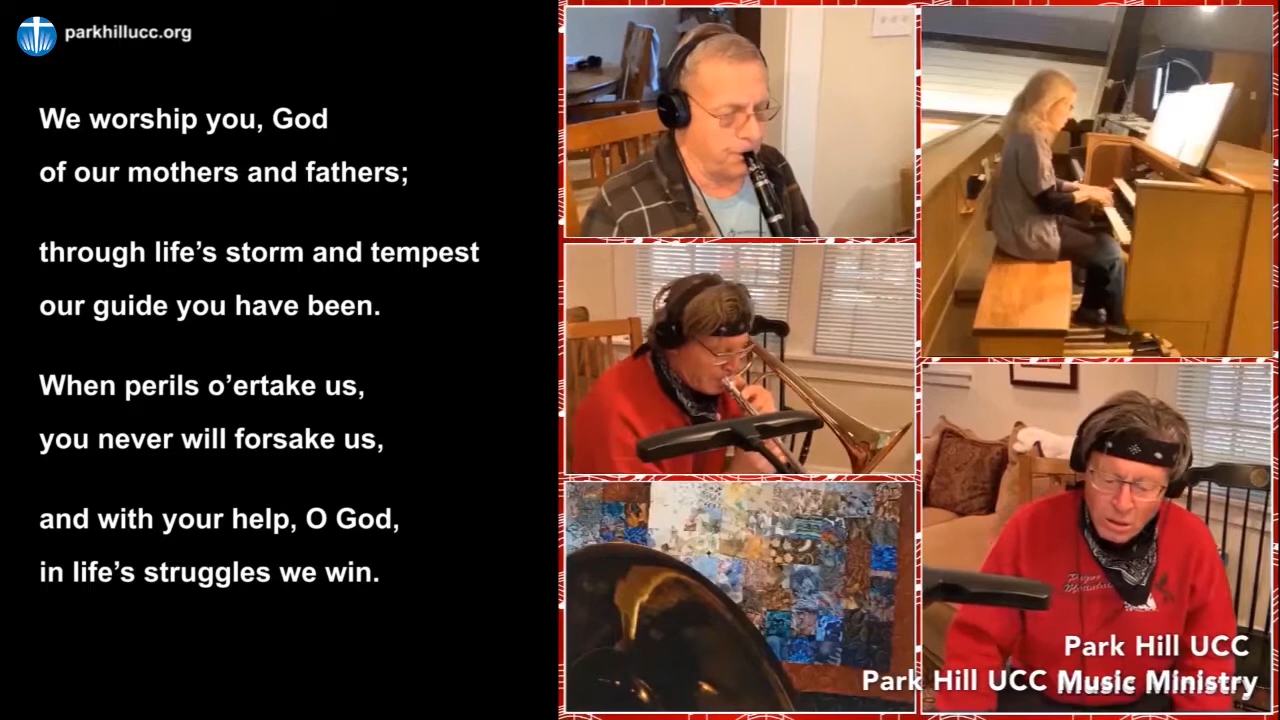 parkhillucc.org
We worship you, God
of our mothers and fathers;
through life’s storm and tempest
our guide you have been.
When perils o’ertake us,
you never will forsake us,
and with your help, O God,
in life’s struggles we win.
Park Hill UCC
Park Hill UCC Music Ministry